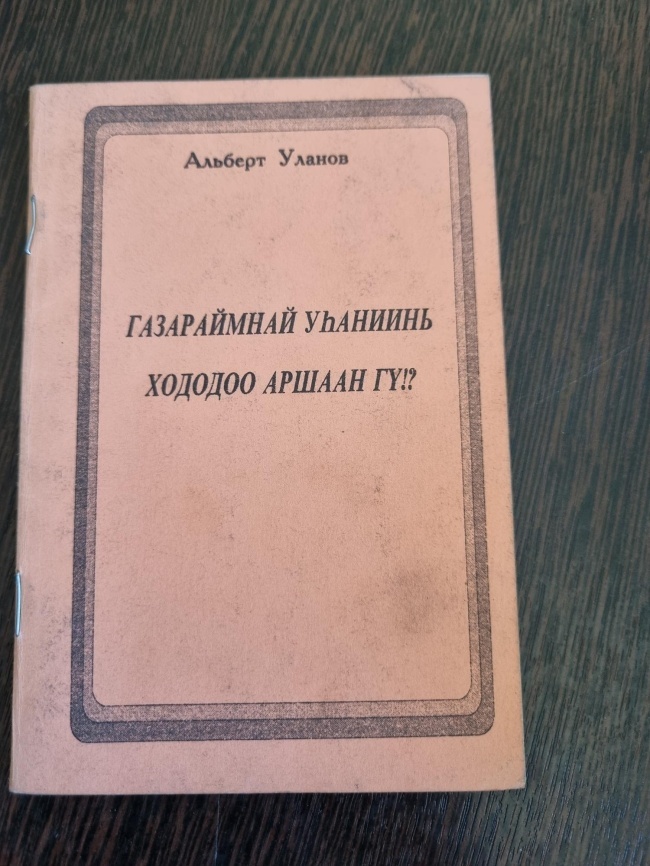 Альберт Уланов
ГАЗАРАЙМНАЙ УҺАНИИНЬ
ХОДОДОО АРШААН ГҮ!?